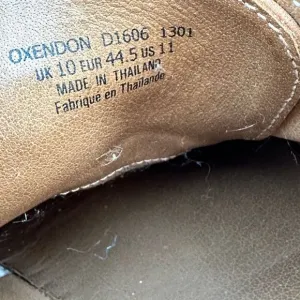 OXENDON D1606 1301
UK 10 EUR 44.5 US 11
MADE IN THAILAND
Fabriqué en Thaïlande